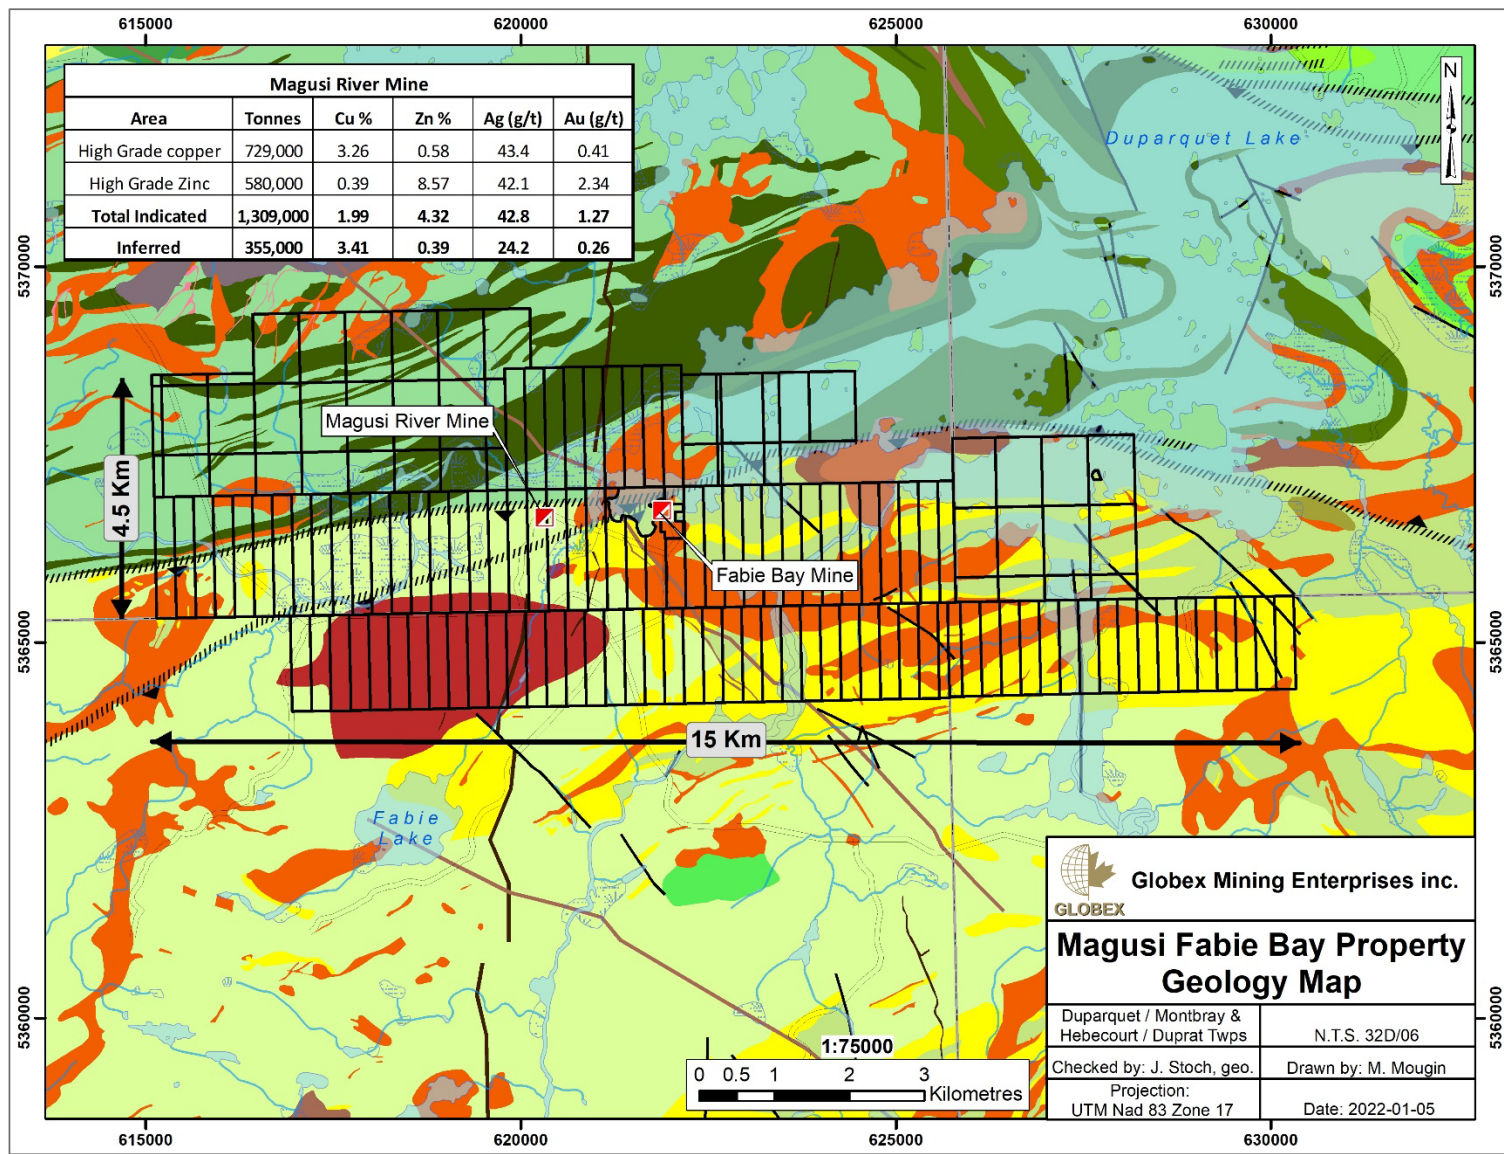 615000 620000 625000 630000
Magusi River Mine
Area Tonnes Cu % Zn % Ag (g/t) Au (g/t)
High Grade copper 729,000 3.26 0.58 43.4 0.41
High Grade Zinc 580,000 0.39 8.57 42.1 2.34
Total Indicated 1,309,000 1.99 4.32 42.8 1.27
Inferred 355,000 3.41 0.39 24.2 0.26
N
Duparquet Lake
5370000 5370000
Magusi River Mine
4.5 Km
Fabie Bay Mine
5365000 5365000
15 Km
Fabie
Lake
GLOBEX
Globex Mining Enterprises inc.
Magusi Fabie Bay Property
Geology Map
Duparquet / Montbray &
Hebecourt / Duprat Twps
N.T.S. 32D/06
Checked by: J. Stoch, geo.
Drawn by: M. Mougin
Projection:
UTM Nad 83 Zone 17
Date: 2022-01-05
5360000 5360000
1:75000
0 0.5 1 2 3
Kilometres
615000 620000 625000 630000